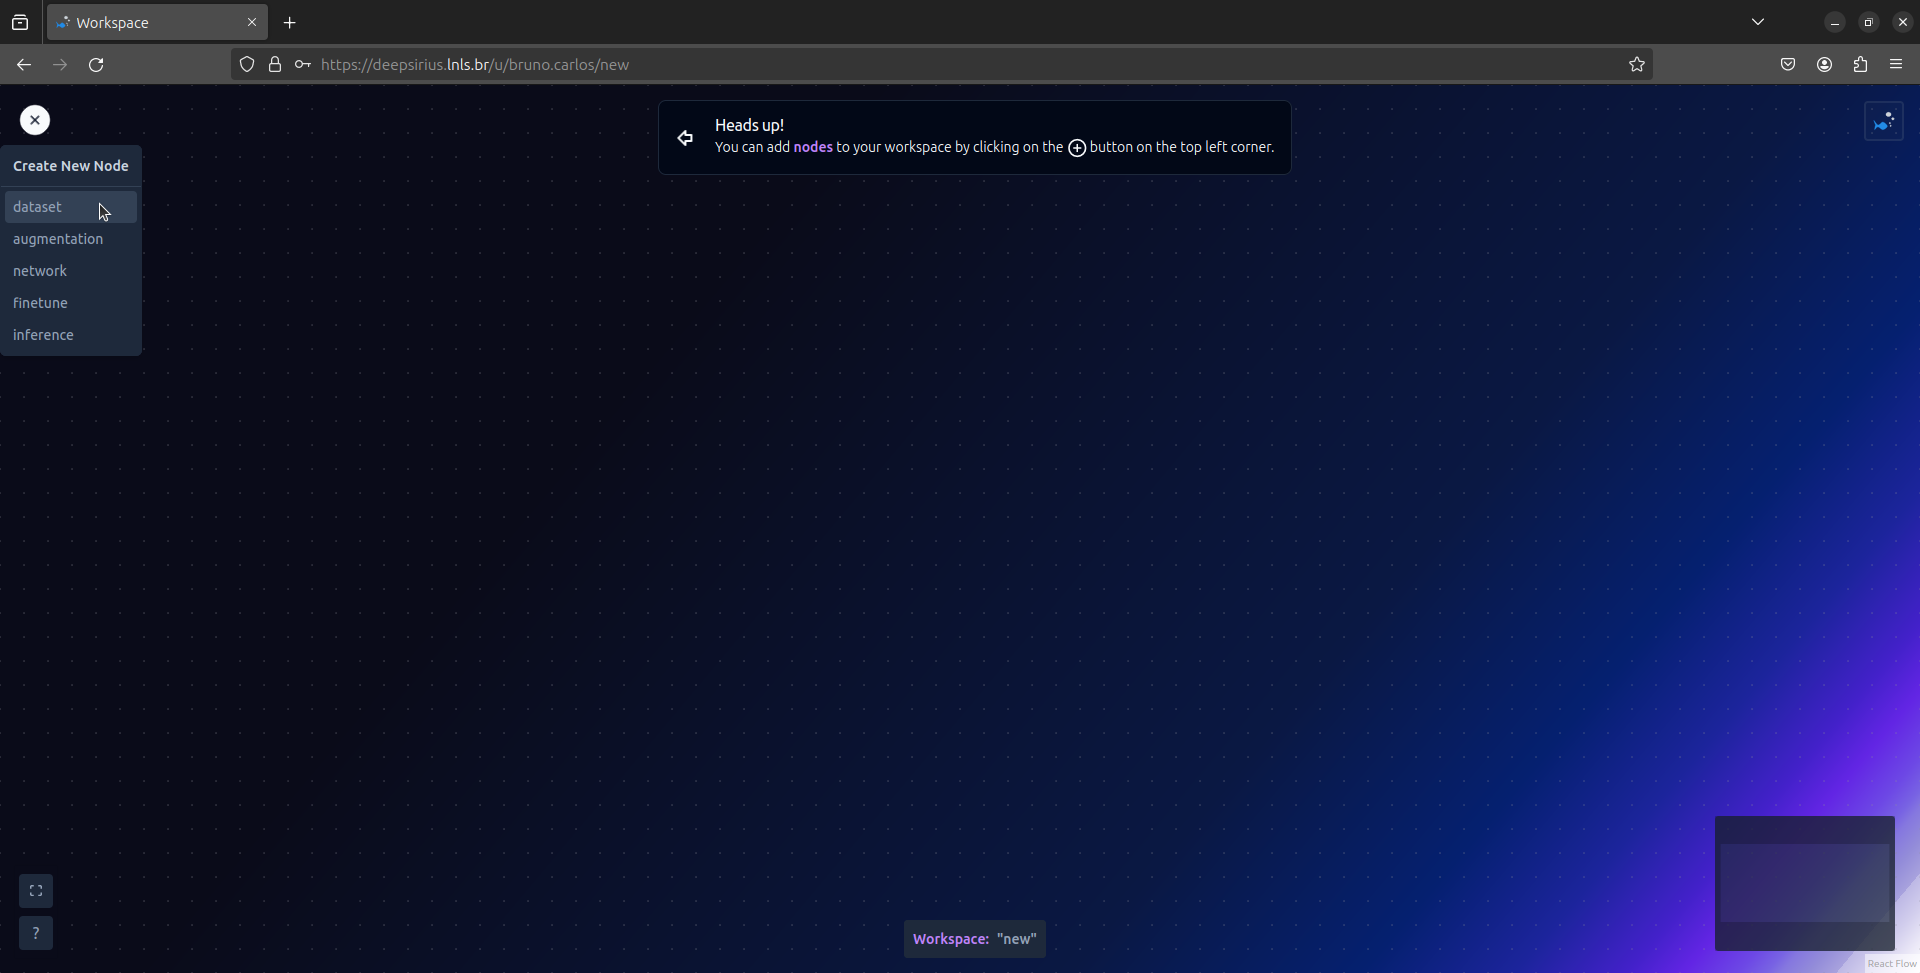 Workspace
https://deepsirius.lnls.br/u/bruno.carlos/new
Heads up!
You can add nodes to your workspace by clicking on the button on the top left corner.
Create New Node
dataset
augmentation
network
finetune
inference
?
Workspace: "new"
React Flow